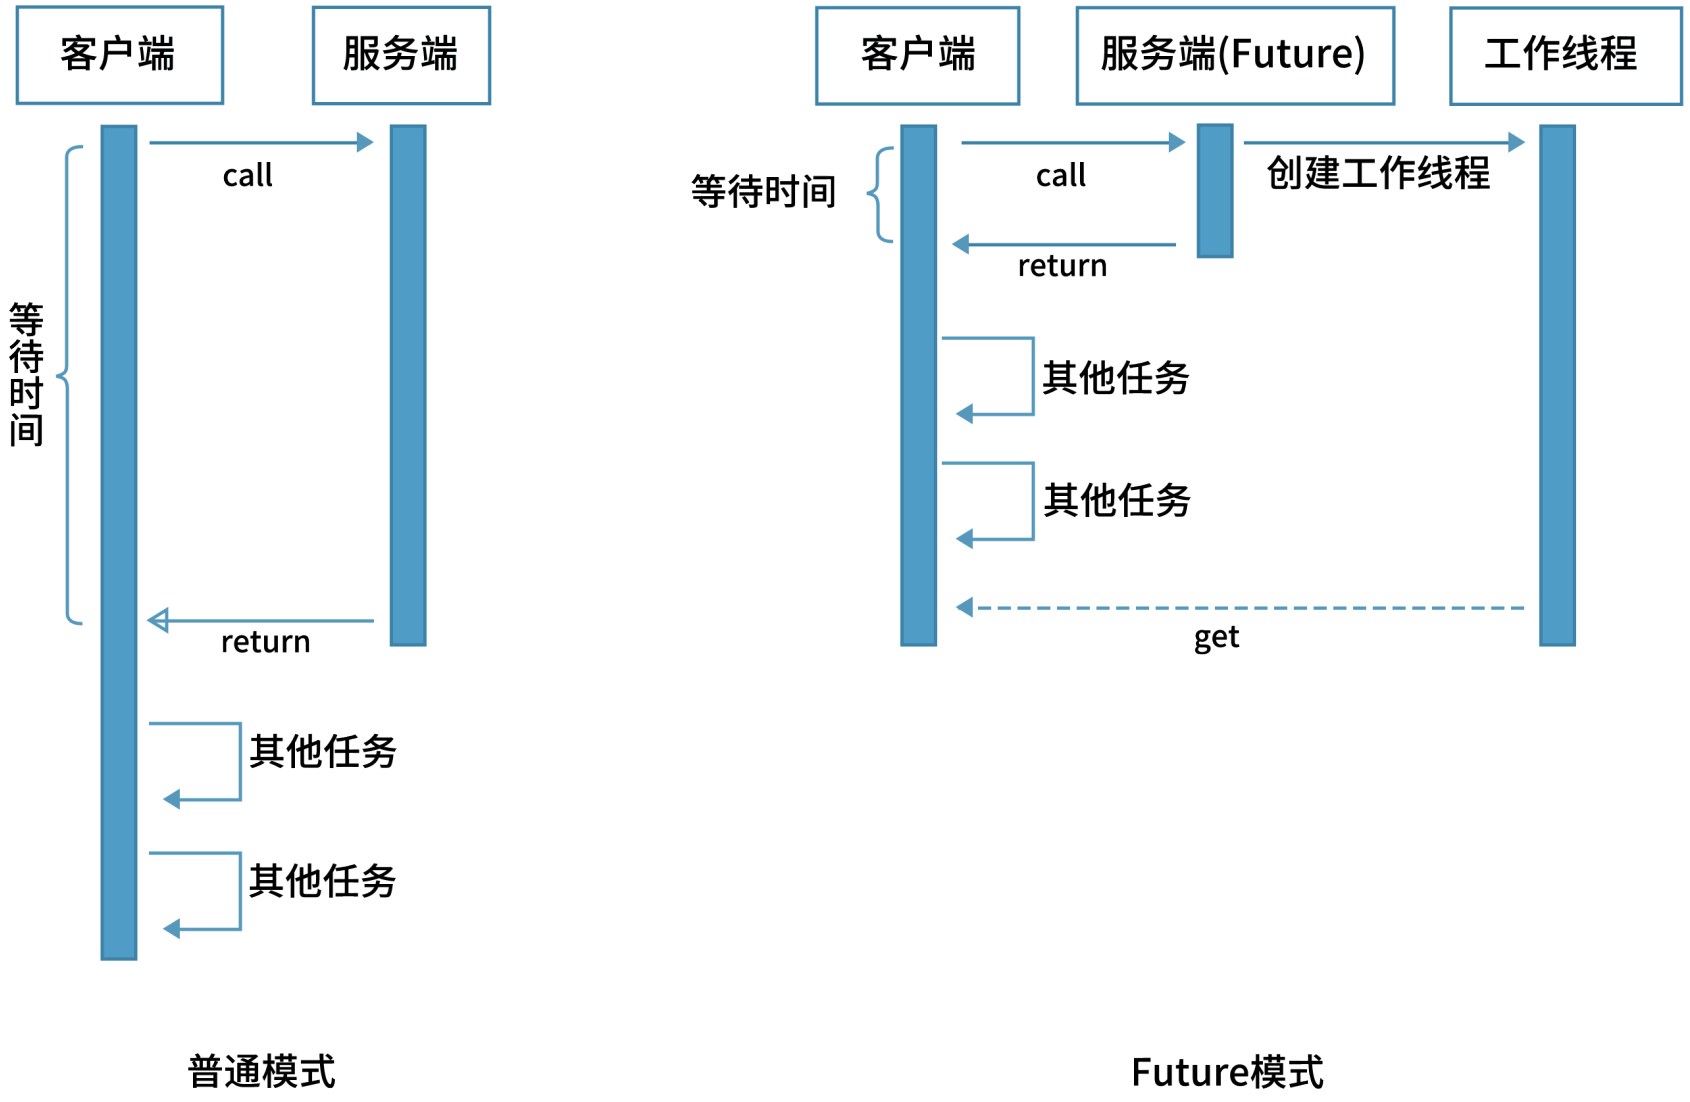 客户端
服务端
call
等待时间
return
其他任务
其他任务
普通模式
客户端
服务端(Future)
工作线程
call
创建工作线程
等待时间
return
其他任务
其他任务
get
Future模式